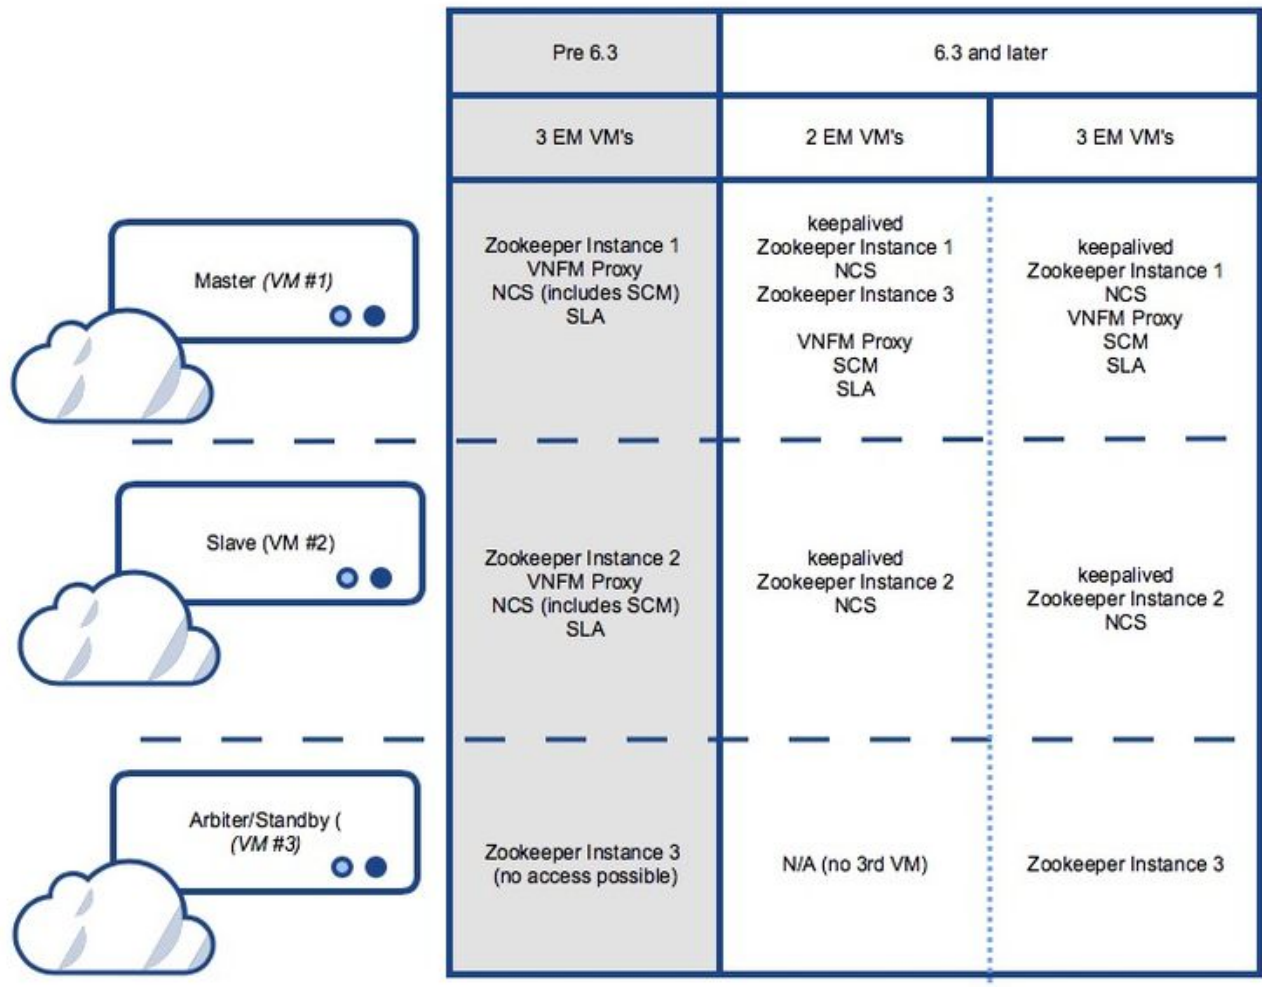 Pre 6.3
6.3 and later
3 EM VM's
2 EM VM's
3 EM VM's
Master (VM #1)
Zookeeper Instance 1
VNFM Proxy
NCS (includes SCM)
SLA
keepalived
Zookeeper Instance 1
NCS
Zookeeper Instance 3
VNFM Proxy
SCM
SLA
keepalived
Zookeeper Instance 1
NCS
VNFM Proxy
SCM
SLA
Slave (VM #2)
Zookeeper Instance 2
VNFM Proxy
NCS (includes SCM)
SLA
keepalived
Zookeeper Instance 2
NCS
keepalived
Zookeeper Instance 2
NCS
Arbiter/Standby (
(VM #3)
Zookeeper Instance 3
(no access possible)
N/A (no 3rd VM)
Zookeeper Instance 3